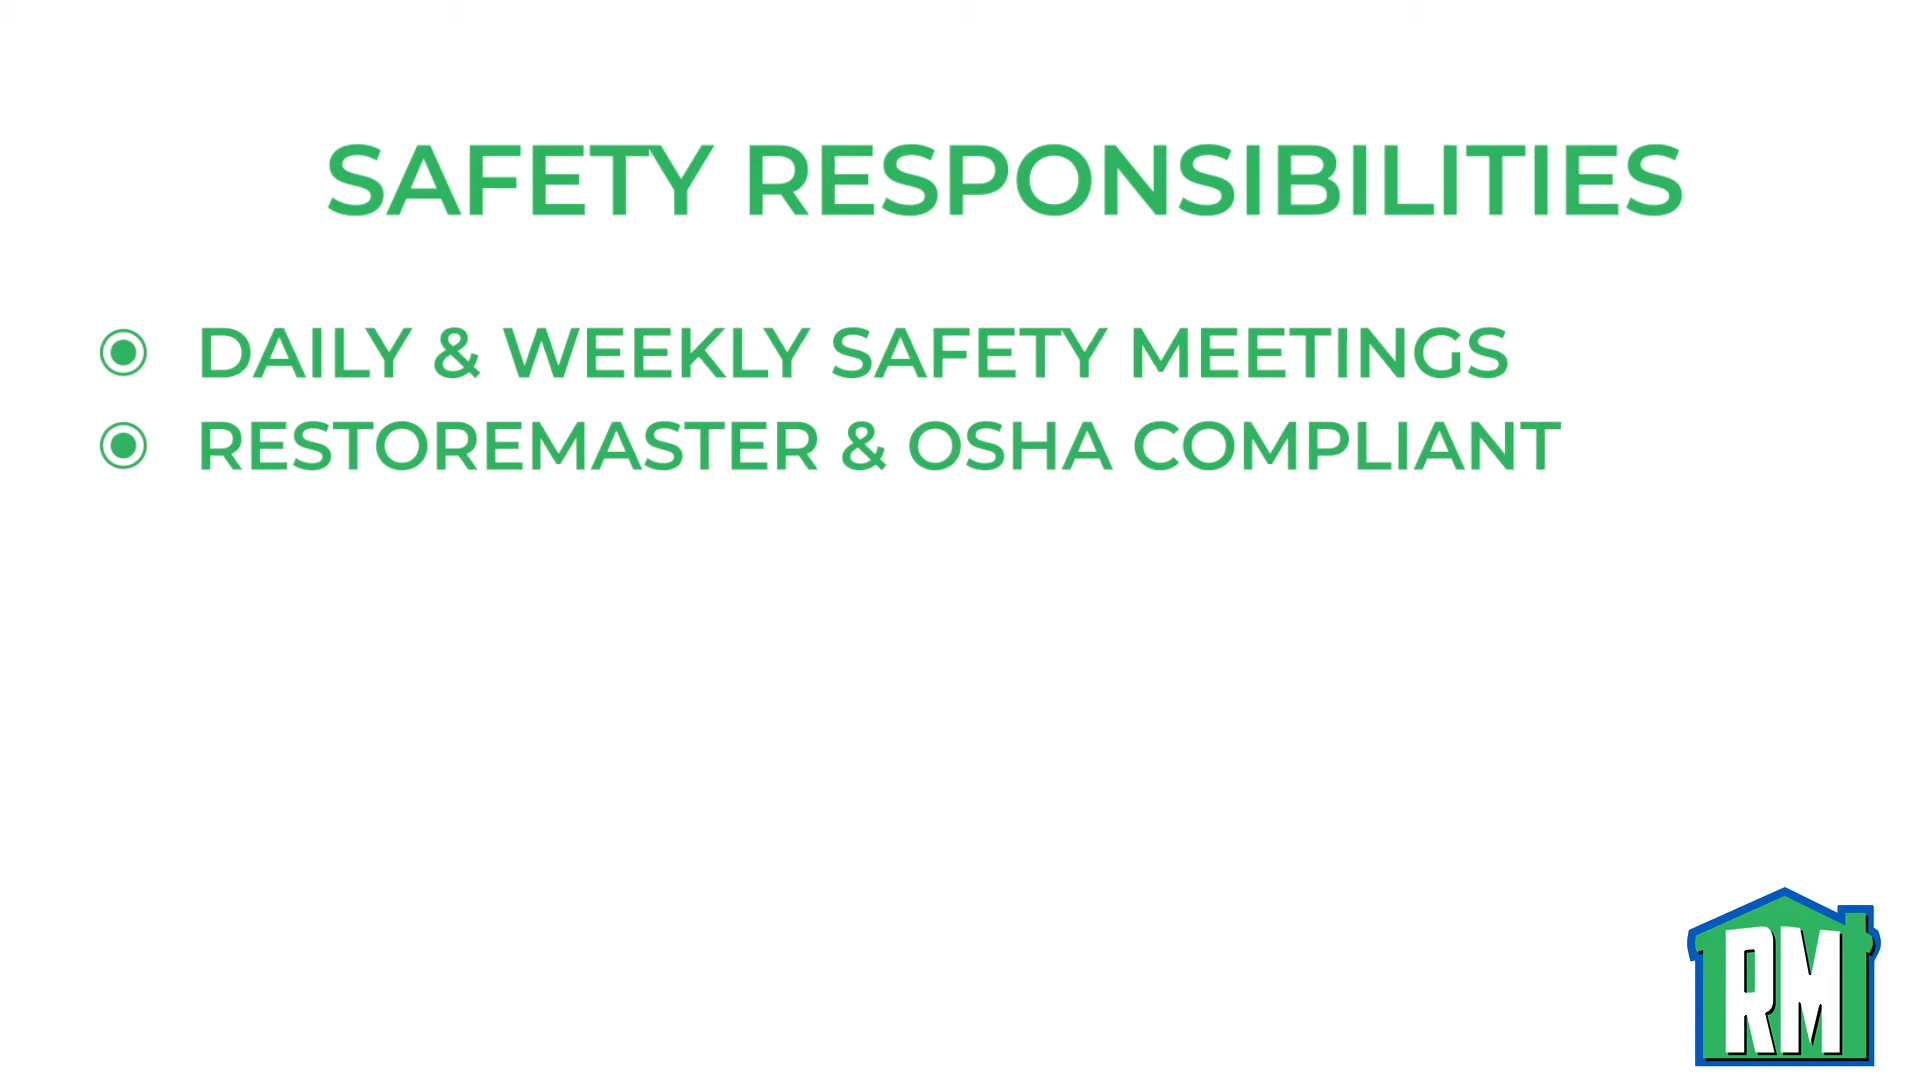 SAFETY RESPONSIBILITIES
DAILY & WEEKLY SAFETY MEETINGS
RESTOREMASTER & OSHA COMPLIANT
RM